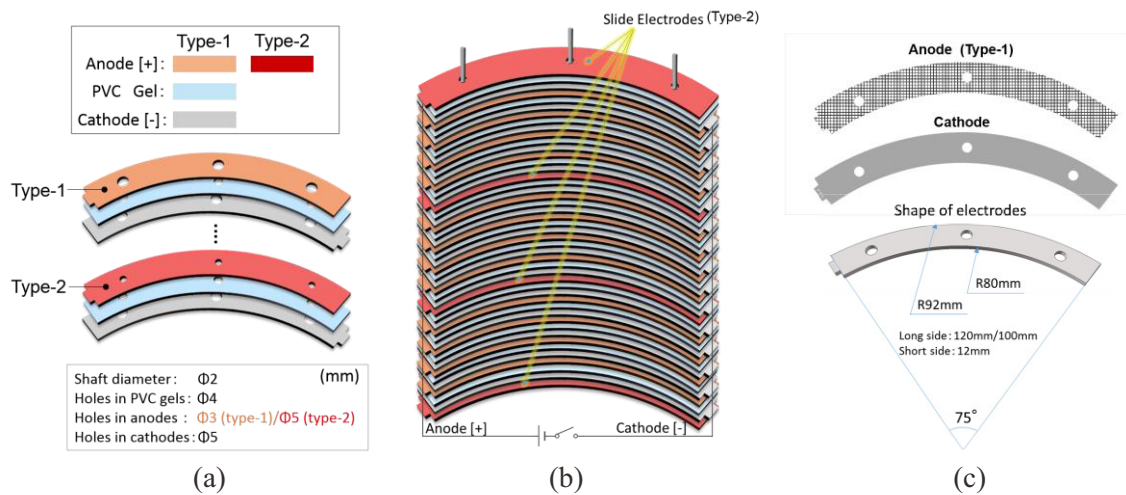 Type-1 Type-2
Anode [+] :
PVC Gel :
Cathode [-] :
Type-1
Type-2
Shaft diameter : Φ2 (mm)
Holes in PVC gels : Φ4
Holes in anodes : Φ3 (type-1)/Φ5 (type-2)
Holes in cathodes : Φ5
(a)
Slide Electrodes (Type-2)
Anode [+] Cathode [-]
(b)
Anode (Type-1)
Cathode
Shape of electrodes
R80mm
R92mm
Long side : 120mm/100mm
Short side : 12mm
75°
(c)